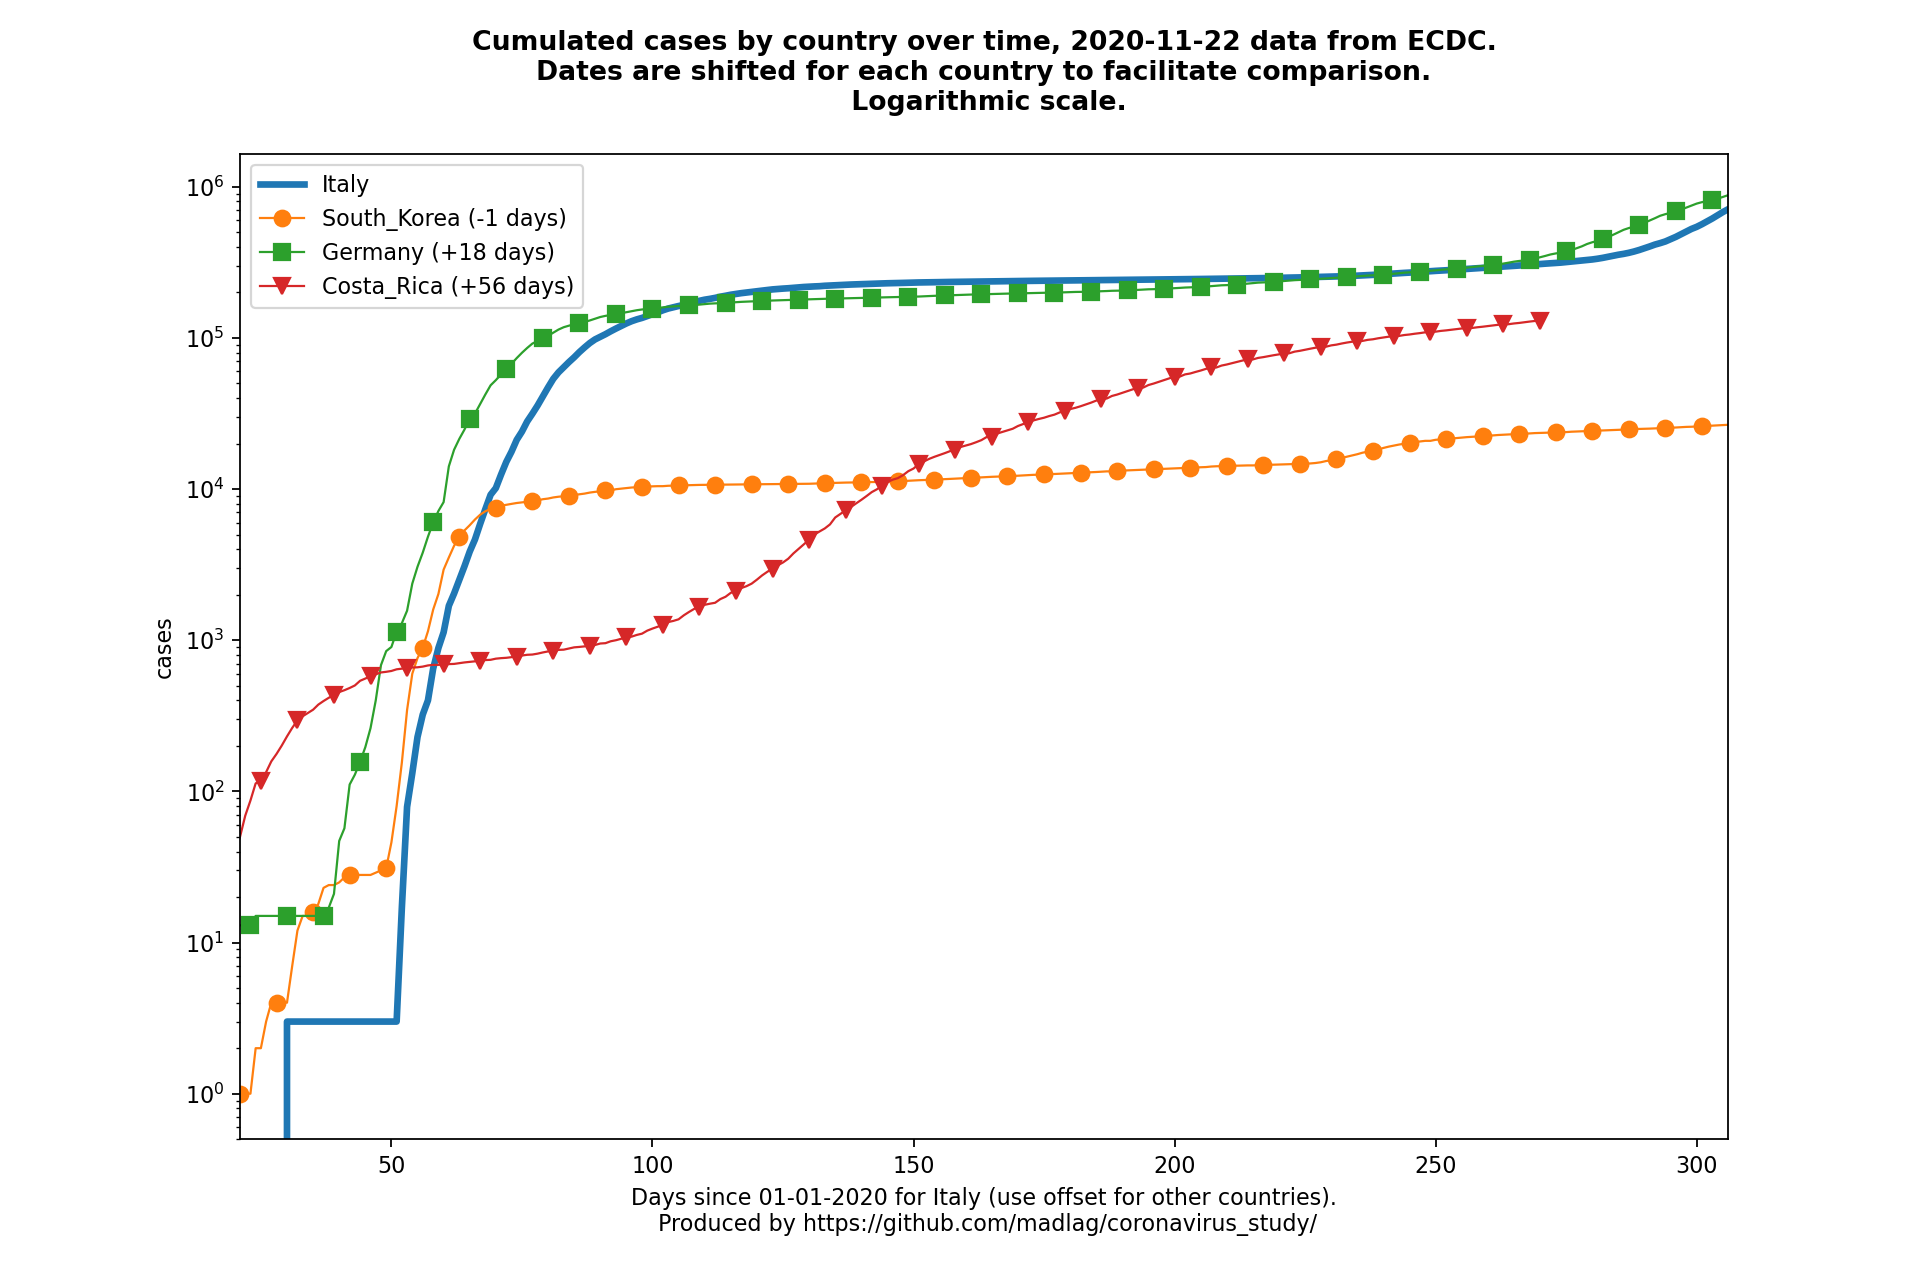 Cumulated cases by country over time, 2020-11-22 data from ECDC.
Dates are shifted for each country to facilitate comparison.
Logarithmic scale.
Italy
South_Korea (-1 days)
Germany (+18 days)
Costa_Rica (+56 days)
10⁶
10⁵
10⁴
10³
10²
10¹
10⁰
cases
50 100 150 200 250 300
Days since 01-01-2020 for Italy (use offset for other countries).
Produced by https://github.com/madlag/coronavirus_study/